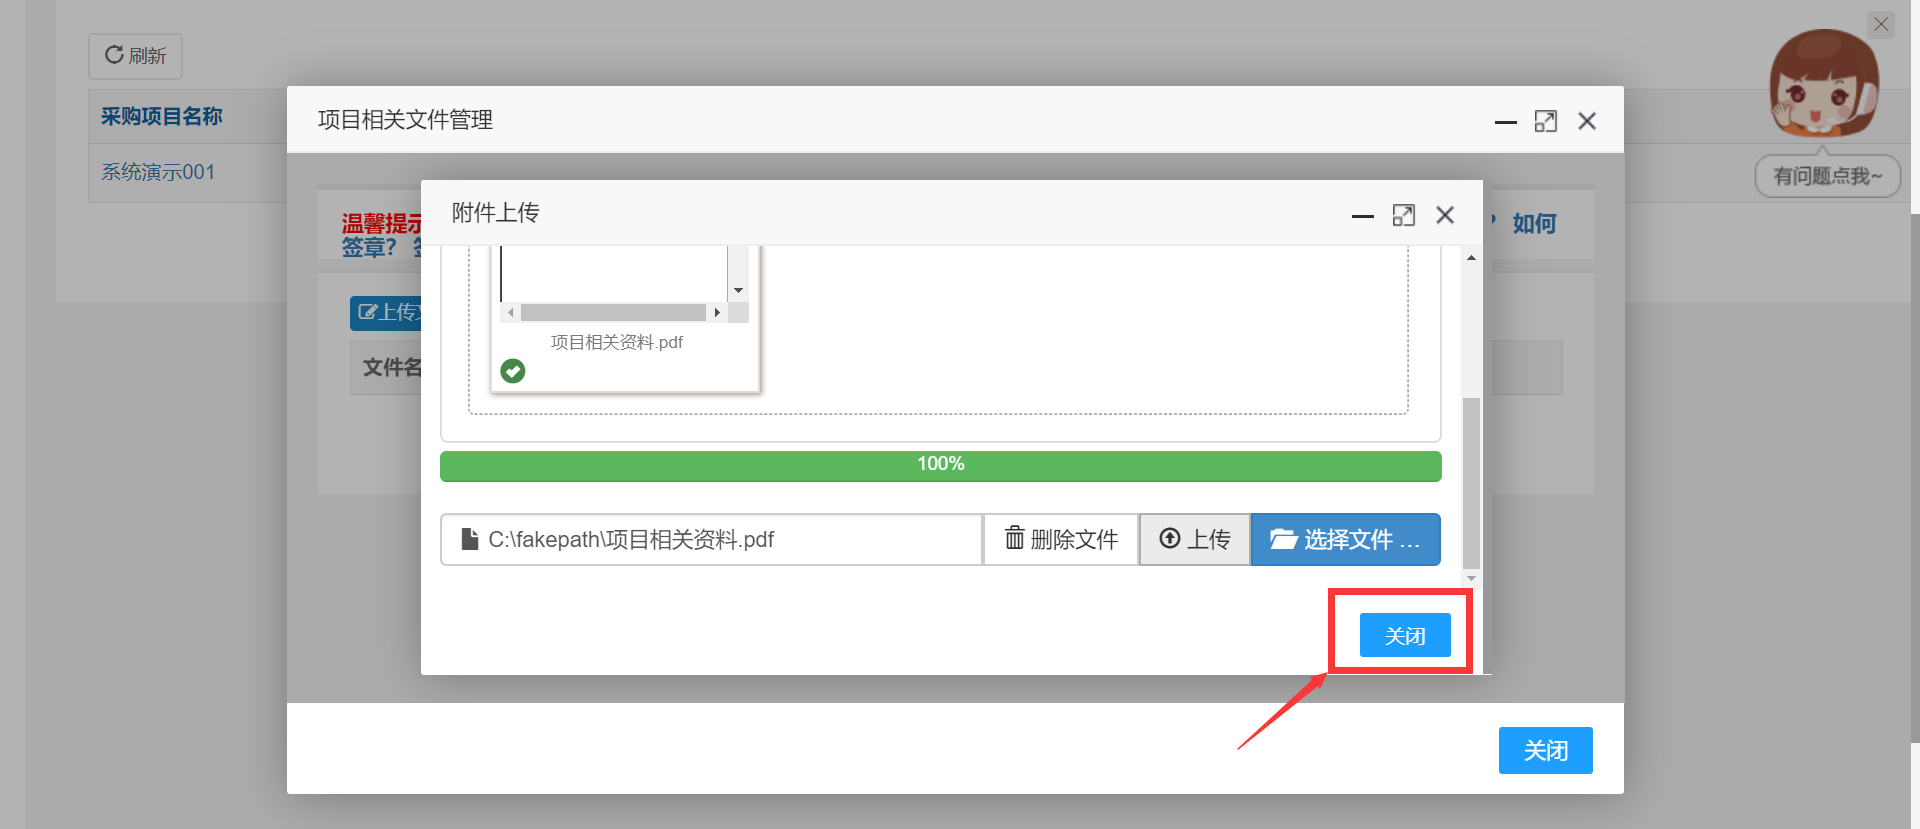 刷新
采购项目名称
系统演示001
有问题点我~
项目相关文件管理
温馨提示
? 如何
签章?
上传
文件名
附件上传
项目相关资料.pdf
100%
C:\fakepath\项目相关资料.pdf
删除文件
上传
选择文件 ...
关闭
关闭